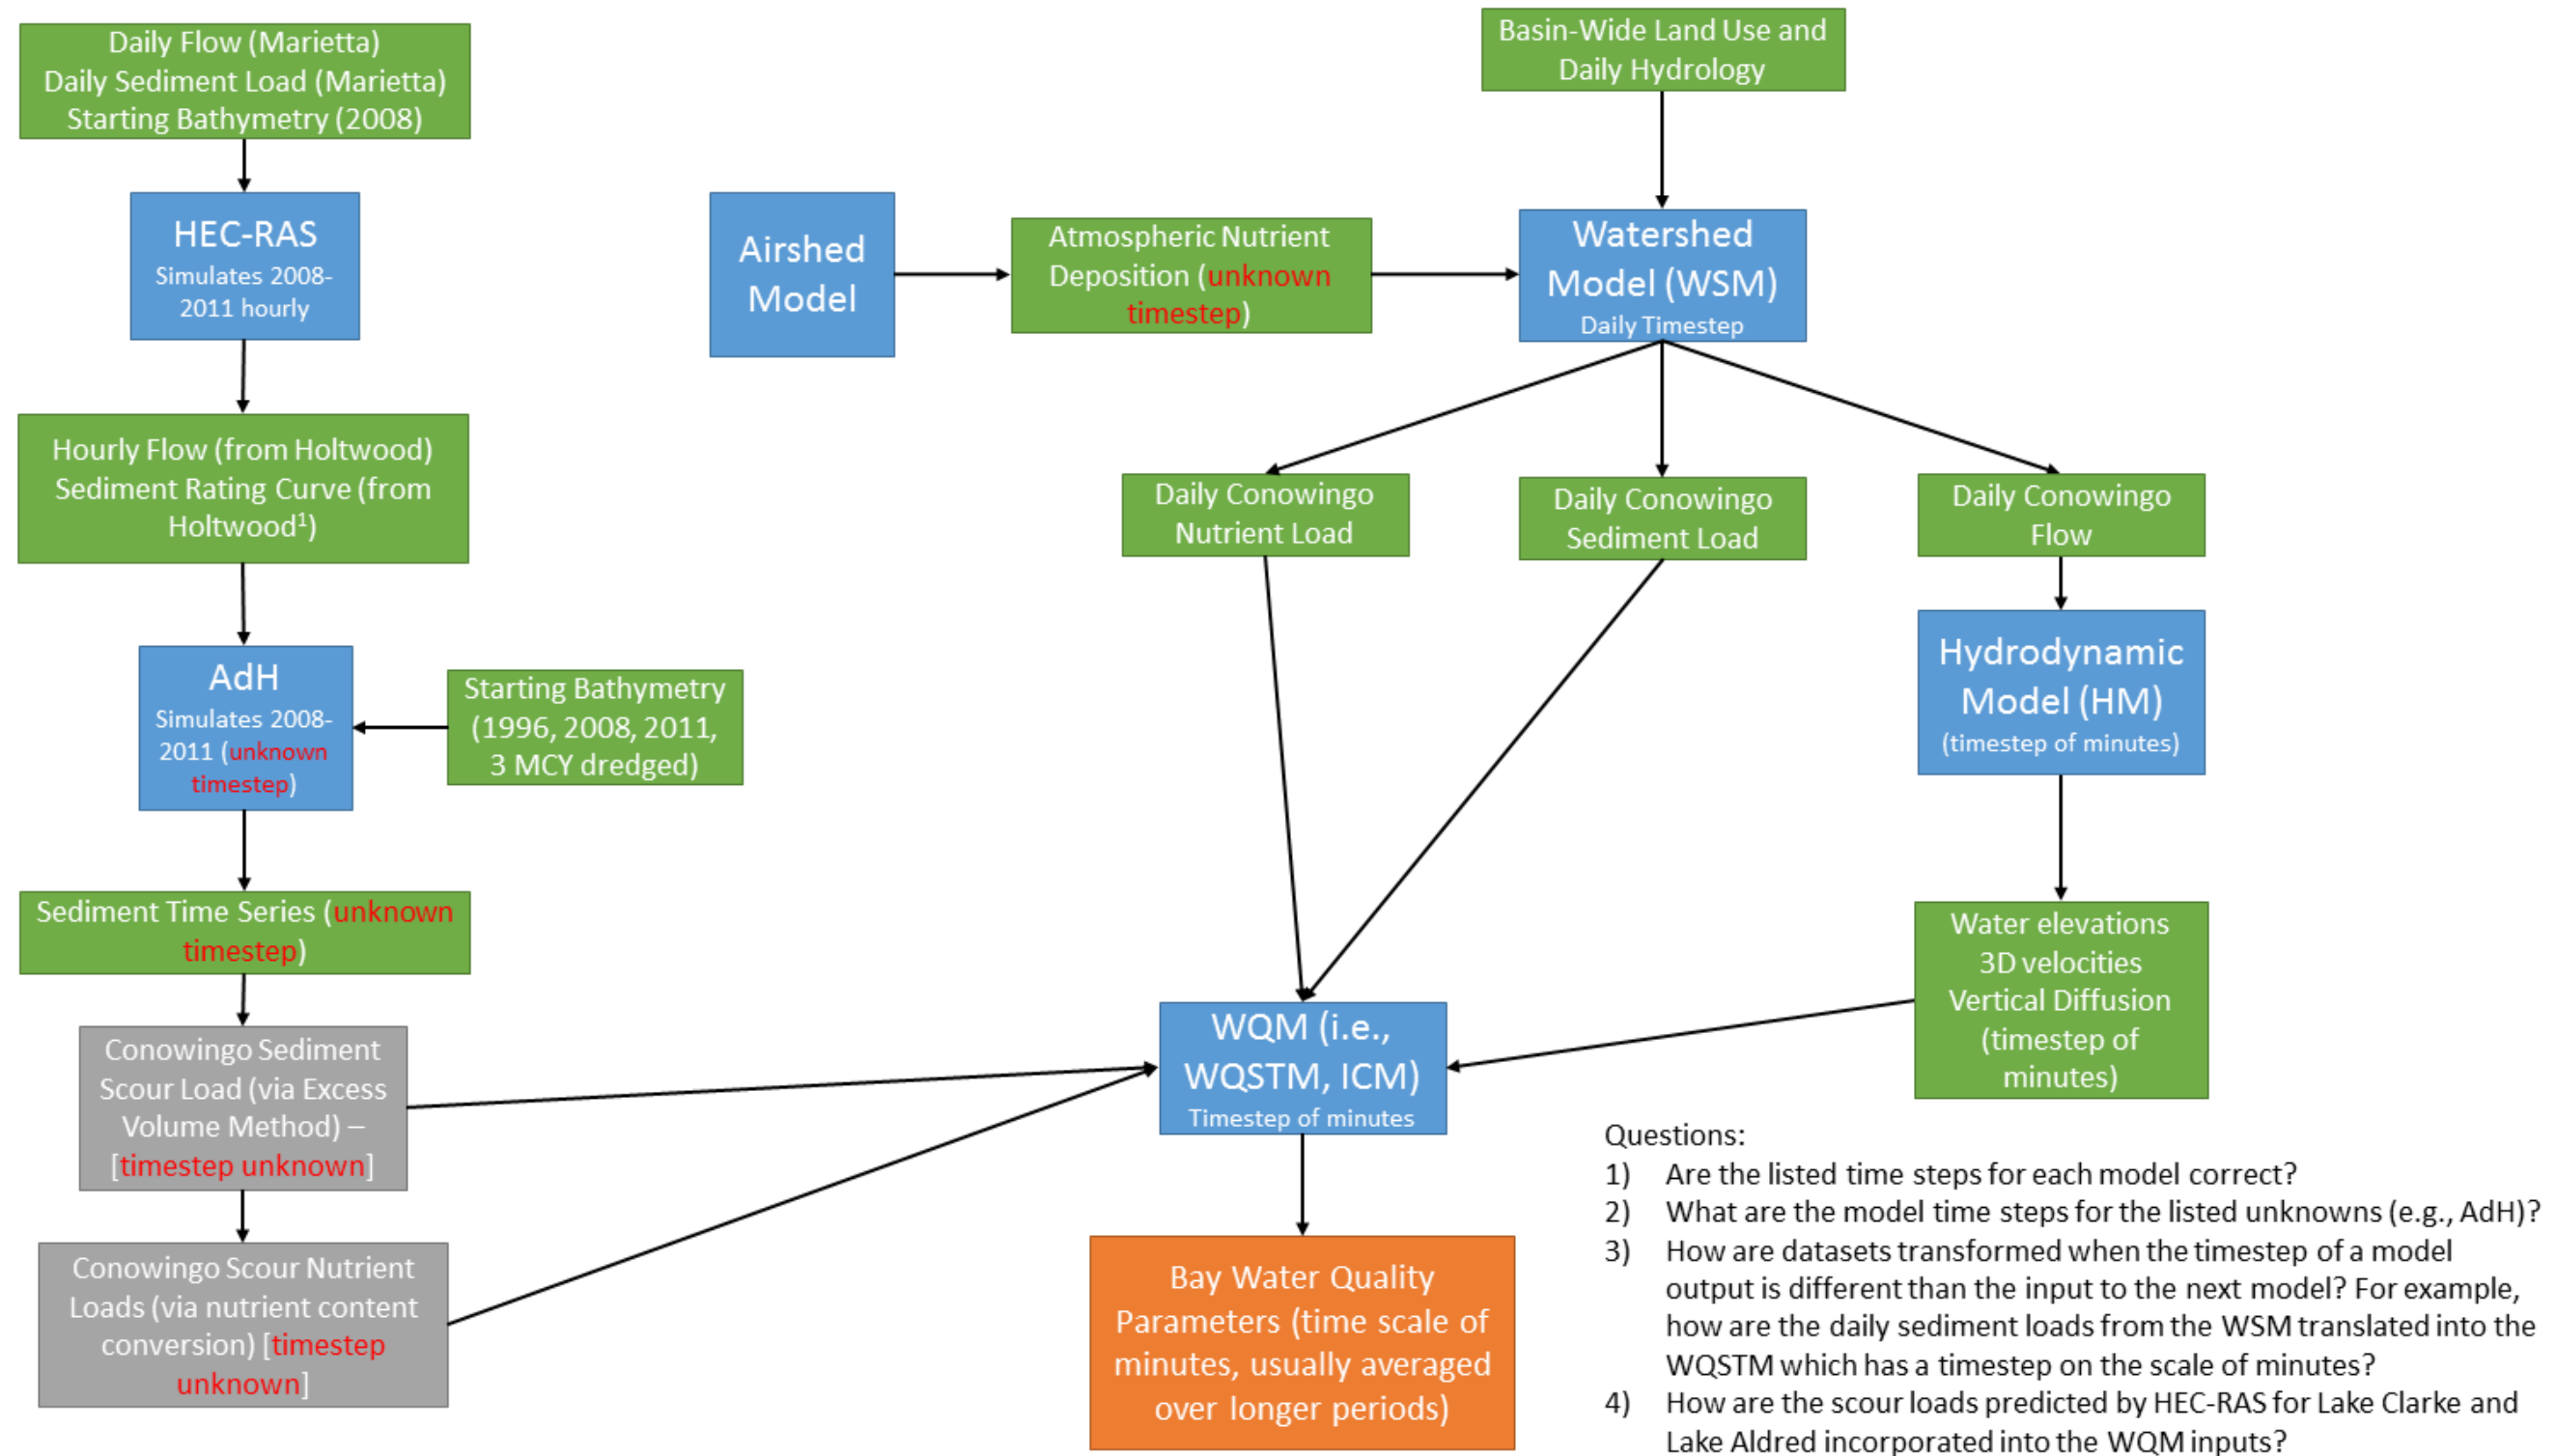 Daily Flow (Marietta)
Daily Sediment Load (Marietta)
Starting Bathymetry (2008)
HEC-RAS
Simulates 2008-
2011 hourly
Hourly Flow (from Holtwood)
Sediment Rating Curve (from
Holtwood¹)
AdH
Simulates 2008-
2011 (unknown
timestep)
Starting Bathymetry
(1996, 2008, 2011,
3 MCY dredged)
Sediment Time Series (unknown
timestep)
Conowingo Sediment
Scour Load (via Excess
Volume Method) –
[timestep unknown]
Conowingo Scour Nutrient
Loads (via nutrient content
conversion) [timestep
unknown]
Airshed
Model
Atmospheric Nutrient
Deposition (unknown
timestep)
Basin-Wide Land Use and
Daily Hydrology
Watershed
Model (WSM)
Daily Timestep
Daily Conowingo
Nutrient Load
Daily Conowingo
Sediment Load
Daily Conowingo
Flow
Hydrodynamic
Model (HM)
(timestep of minutes)
Water elevations
3D velocities
Vertical Diffusion
(timestep of
minutes)
WQM (i.e.,
WQSTM, ICM)
Timestep of minutes
Bay Water Quality
Parameters (time scale of
minutes, usually averaged
over longer periods)
Questions:
1) Are the listed time steps for each model correct?
2) What are the model time steps for the listed unknowns (e.g., AdH)?
3) How are datasets transformed when the timestep of a model
output is different than the input to the next model? For example,
how are the daily sediment loads from the WSM translated into the
WQSTM which has a timestep on the scale of minutes?
4) How are the scour loads predicted by HEC-RAS for Lake Clarke and
Lake Aldred incorporated into the WQM inputs?